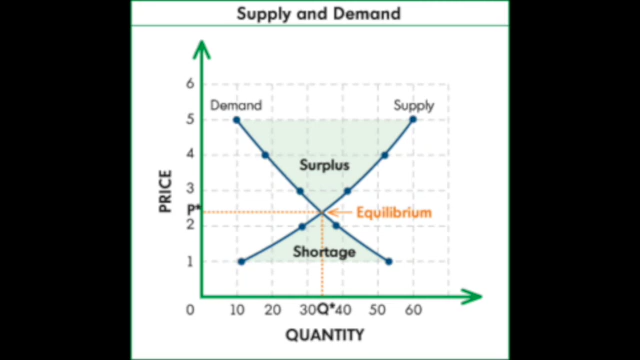 Supply and Demand
6
Demand
Supply
5
4
Surplus
3
PRICE
P*
Equilibrium
2
Shortage
1
0 10 20 30 Q* 40 50 60
QUANTITY